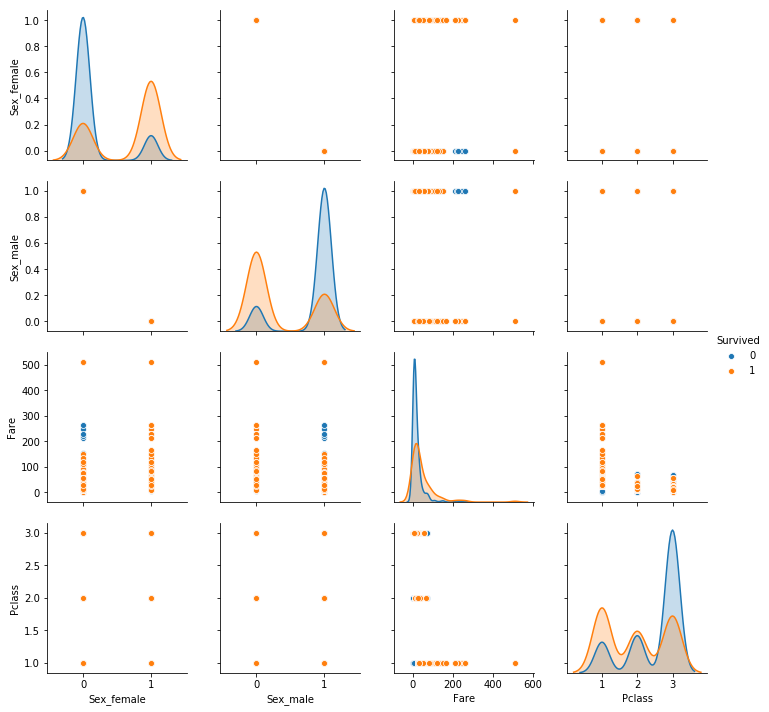 1.0
0.8
0.6
0.4
0.2
0.0
Sex_female
1.0
0.8
0.6
0.4
0.2
0.0
Sex_male
Survived
0
1
500
400
300
200
100
0
Fare
3.0
2.5
2.0
1.5
1.0
Pclass
0 1
0 1
0 200 400 600
1 2 3
Sex_female
Sex_male
Fare
Pclass